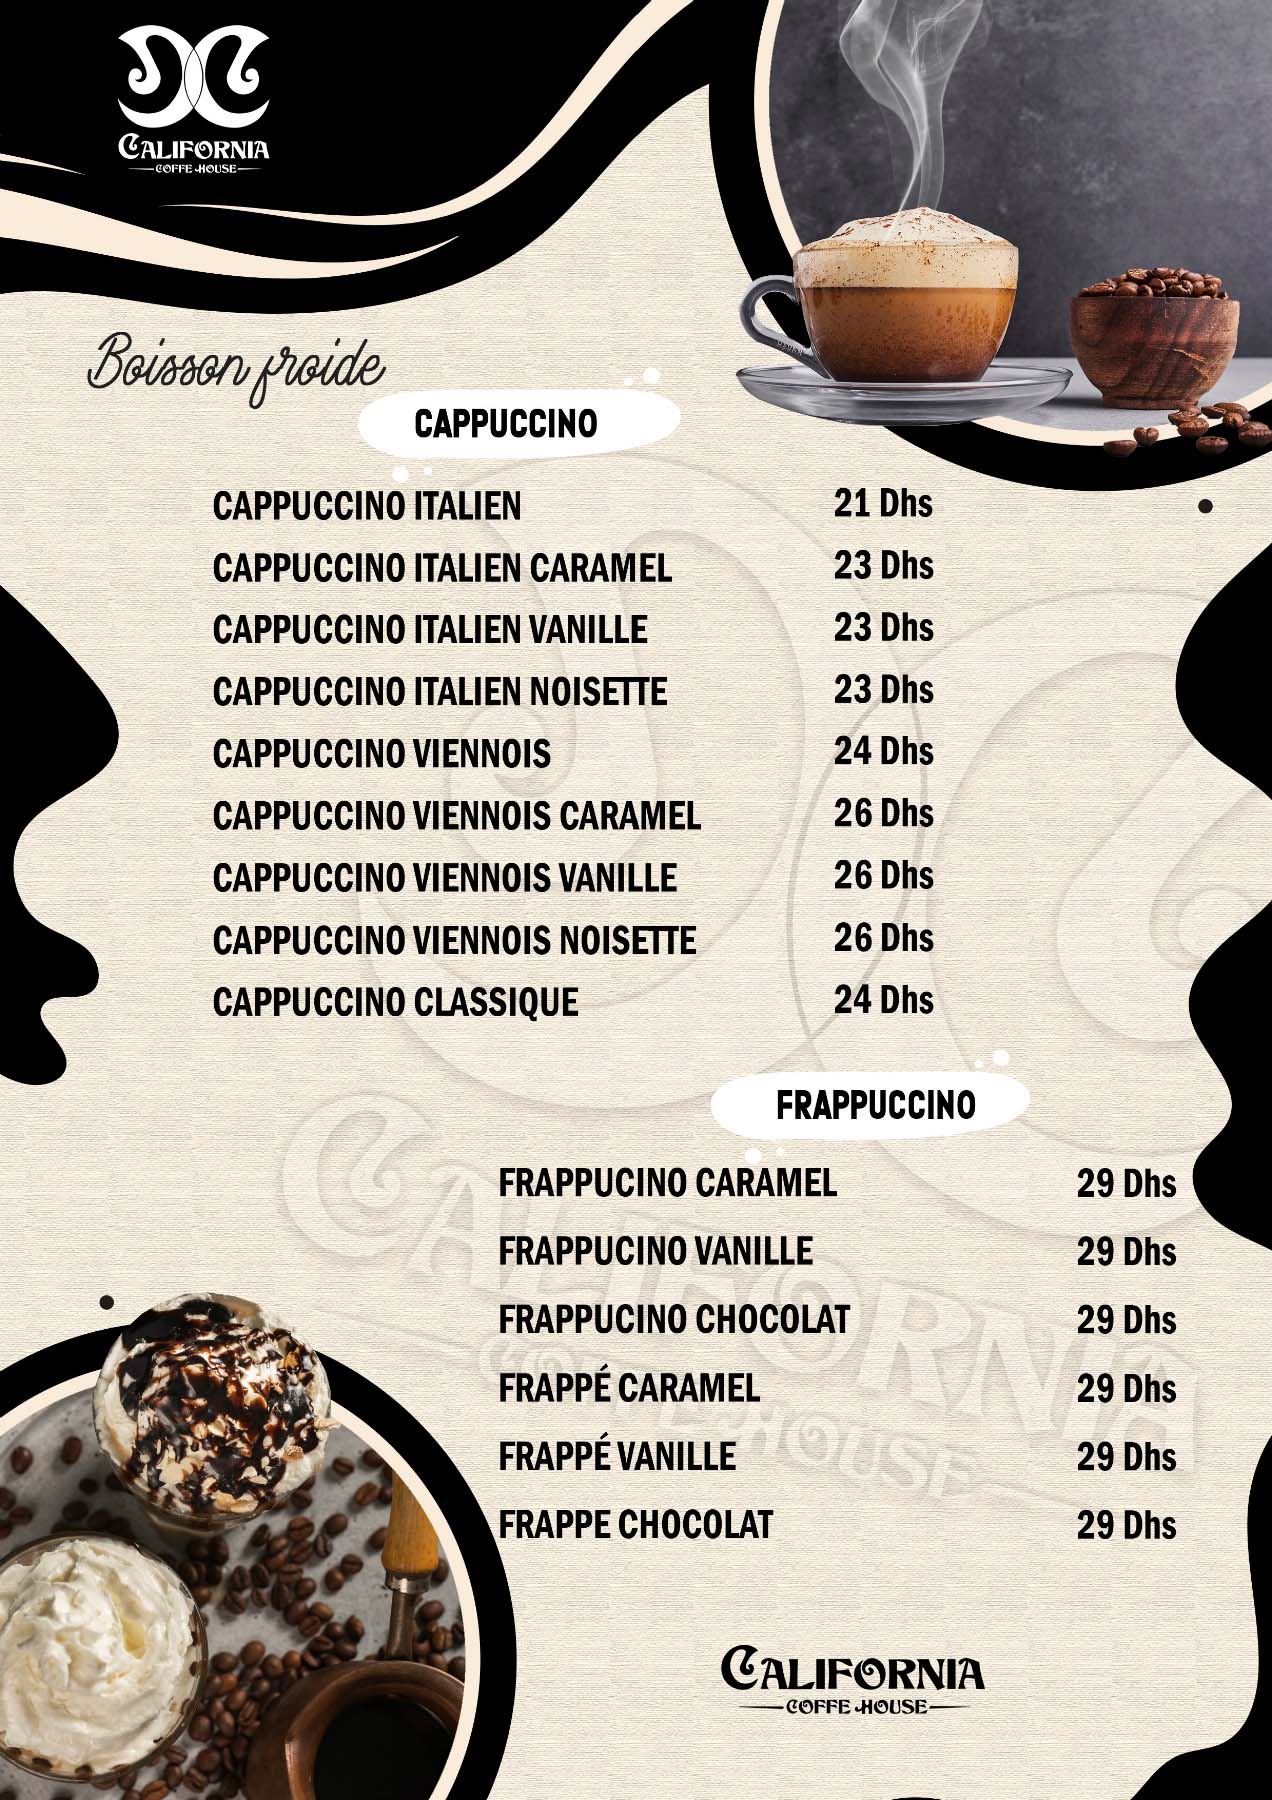 CALIFORNIA
COFFE HOUSE
Boisson froide
CAPPUCCINO
CAPPUCCINO ITALIEN 21 Dhs
CAPPUCCINO ITALIEN CARAMEL 23 Dhs
CAPPUCCINO ITALIEN VANILLE 23 Dhs
CAPPUCCINO ITALIEN NOISETTE 23 Dhs
CAPPUCCINO VIENNOIS 24 Dhs
CAPPUCCINO VIENNOIS CARAMEL 26 Dhs
CAPPUCCINO VIENNOIS VANILLE 26 Dhs
CAPPUCCINO VIENNOIS NOISETTE 26 Dhs
CAPPUCCINO CLASSIQUE 24 Dhs
FRAPPUCCINO
FRAPPUCINO CARAMEL 29 Dhs
FRAPPUCINO VANILLE 29 Dhs
FRAPPUCINO CHOCOLAT 29 Dhs
FRAPPÉ CARAMEL 29 Dhs
FRAPPÉ VANILLE 29 Dhs
FRAPPE CHOCOLAT 29 Dhs
CALIFORNIA
COFFE HOUSE
CALIFORNIA
COFFE HOUSE